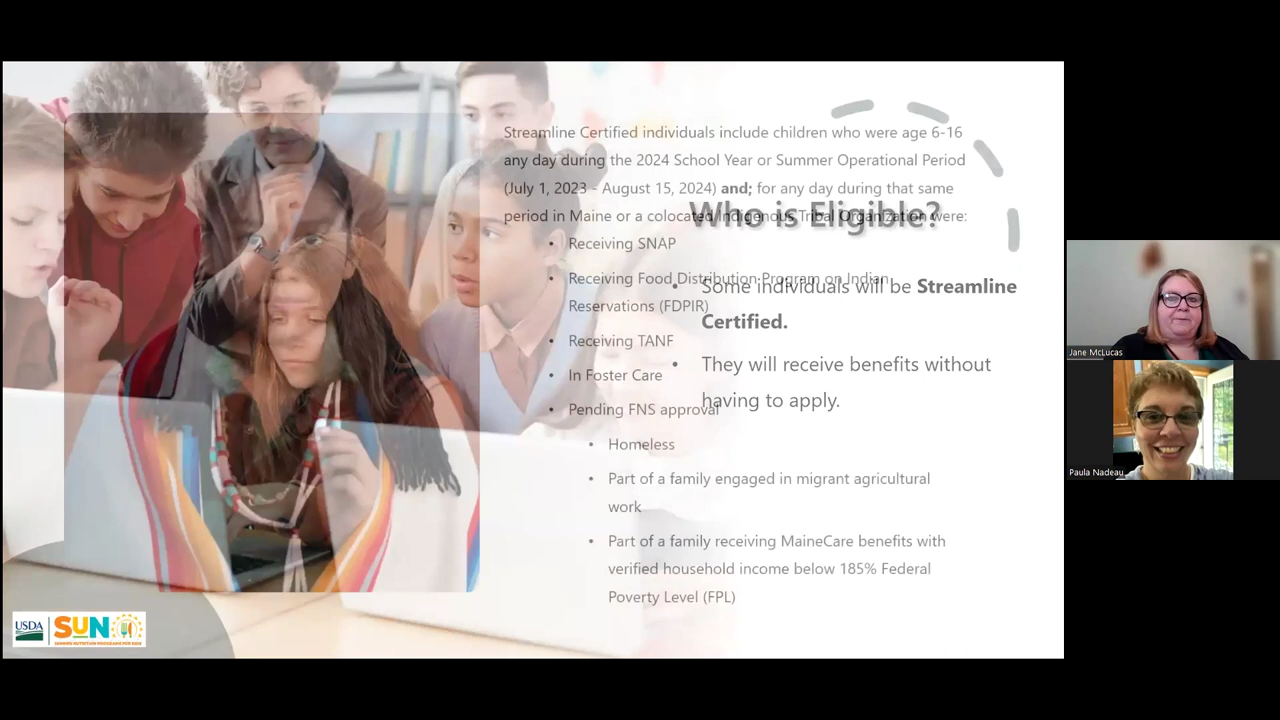 Streamline Certified individuals include children who were age 6-16
any day during the 2024 School Year or Summer Operational Period
(July 1, 2023 - August 15, 2024) and; for any day during that same
period in Maine or a colocated Indigenous Tribal Organization were:
• Receiving SNAP
• Receiving Food Distribution Program on Indian
Reservations (FDPIR)
• Receiving TANF
• In Foster Care
• Pending FNS approval
• Homeless
• Part of a family engaged in migrant agricultural
work
• Part of a family receiving MaineCare benefits with
verified household income below 185% Federal
Poverty Level (FPL)
Who is Eligible?
• Some individuals will be Streamline
Certified.
• They will receive benefits without
having to apply.
USDA
SUN
SUMMER NUTRITION PROGRAMS FOR KIDS
Jane McLucas
Paula Nadeau